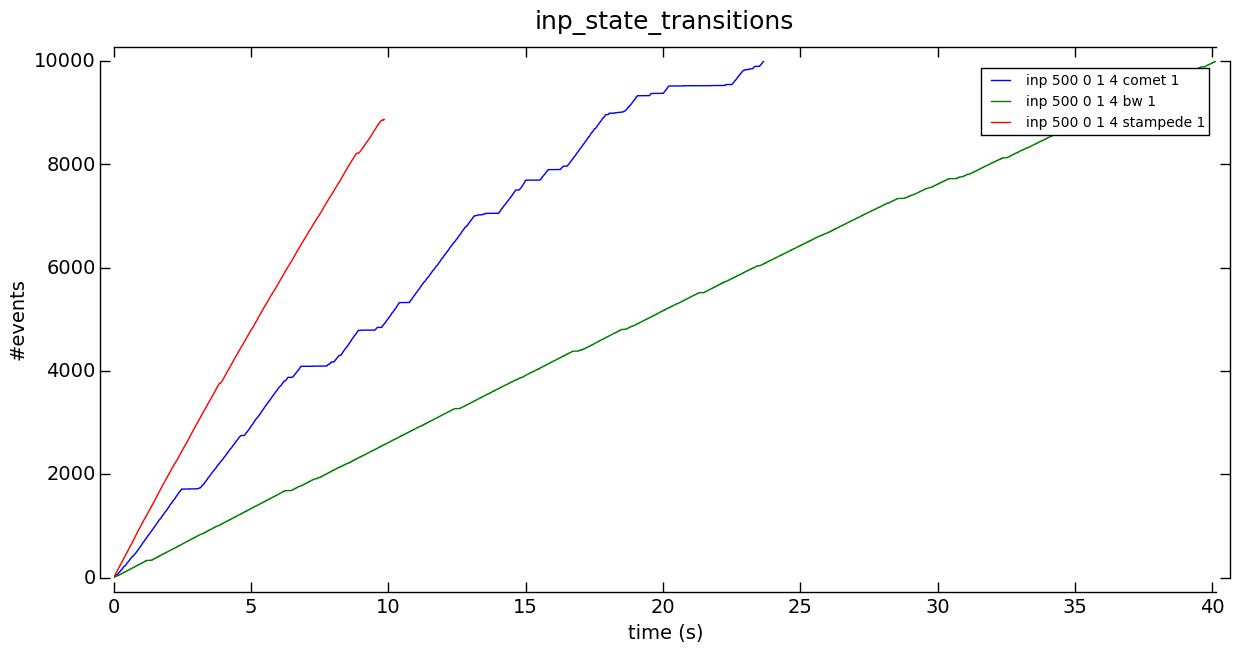 inp_state_transitions
10000
8000
6000
4000
2000
0
#events
inp 500 0 1 4 comet 1
inp 500 0 1 4 bw 1
inp 500 0 1 4 stampede 1
0 5 10 15 20 25 30 35 40
time (s)